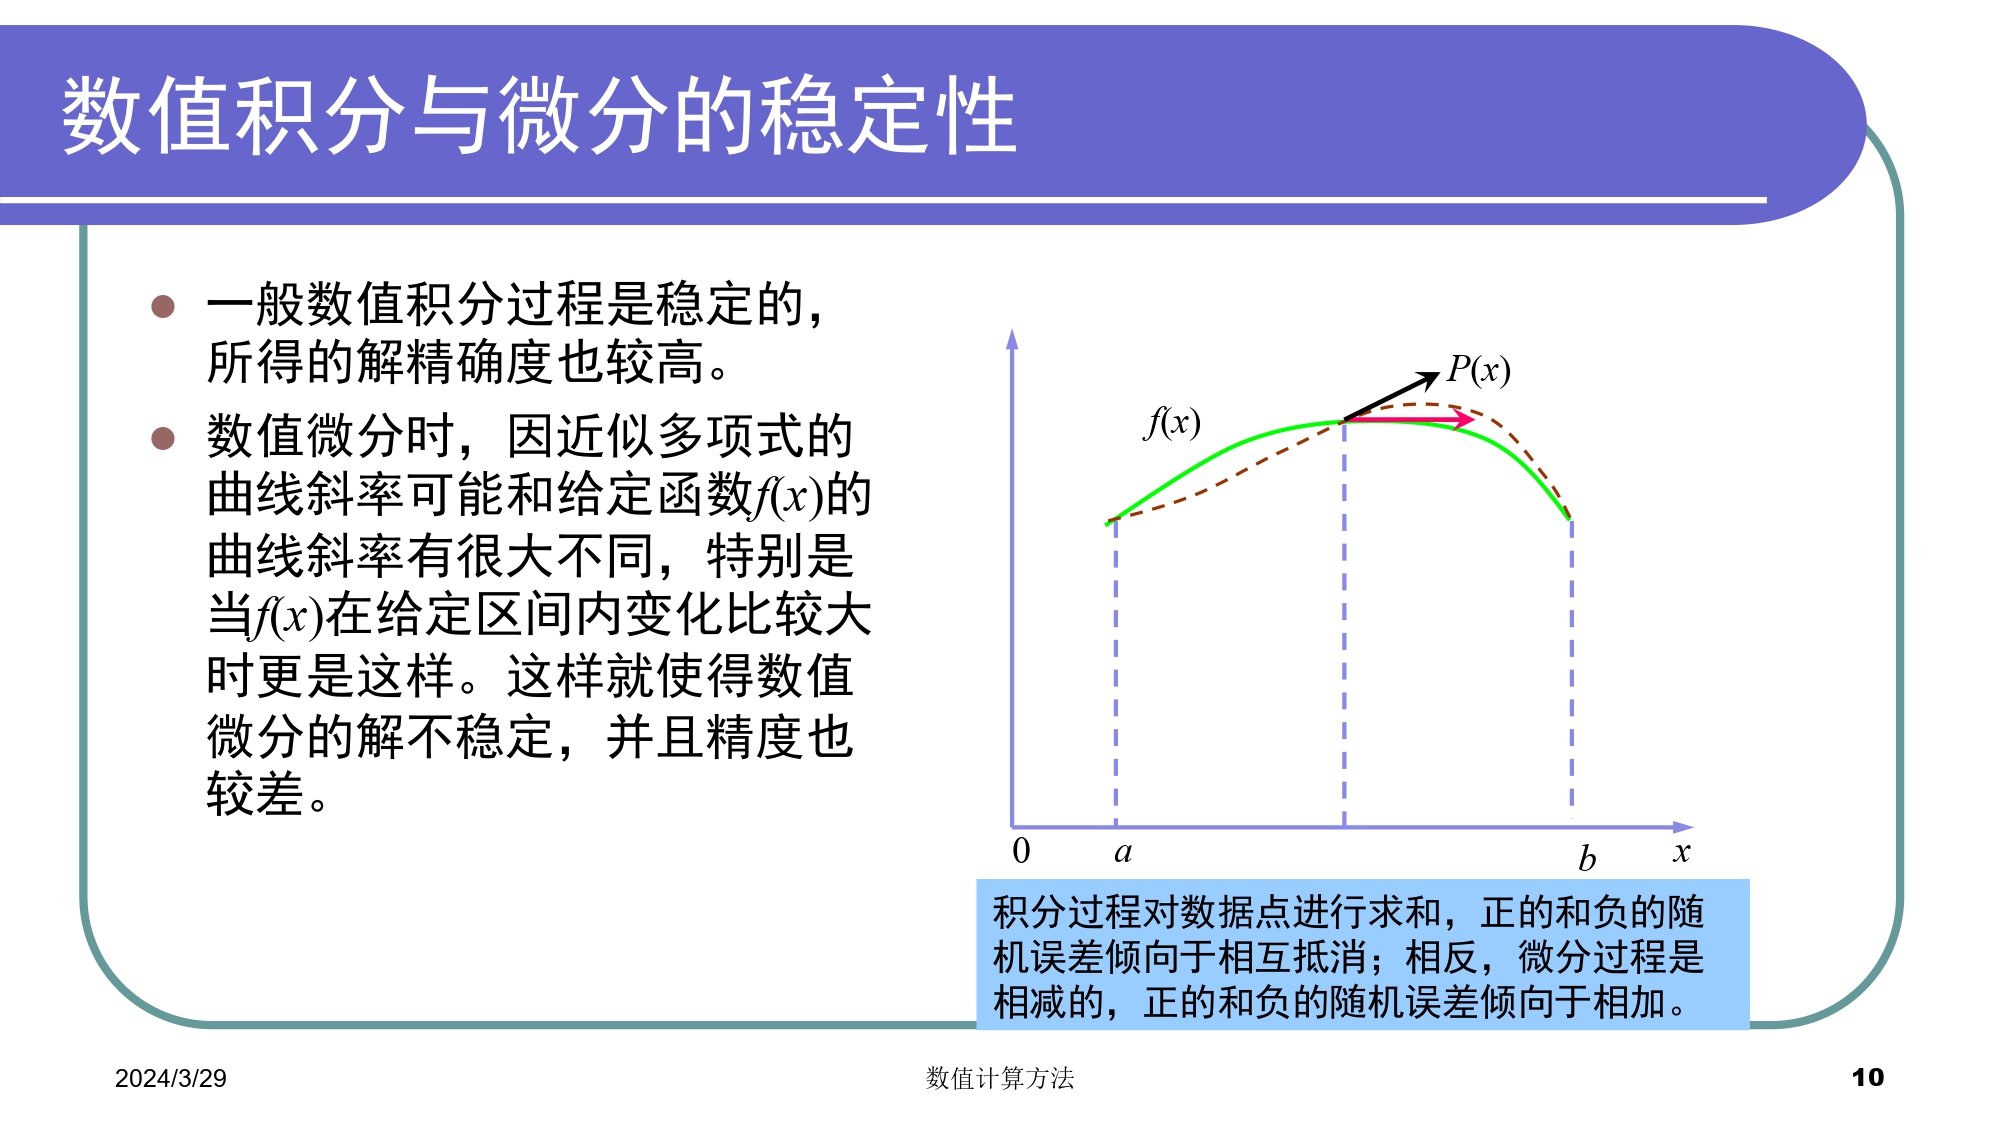 数值积分与微分的稳定性
一般数值积分过程是稳定的，
所得的解精确度也较高。
数值微分时，因近似多项式的
曲线斜率可能和给定函数f(x)的
曲线斜率有很大不同，特别是
当f(x)在给定区间内变化比较大
时更是这样。这样就使得数值
微分的解不稳定，并且精度也
较差。
P(x)
f(x)
0
a
b
x
积分过程对数据点进行求和，正的和负的随
机误差倾向于相互抵消；相反，微分过程是
相减的，正的和负的随机误差倾向于相加。
2024/3/29
数值计算方法
10